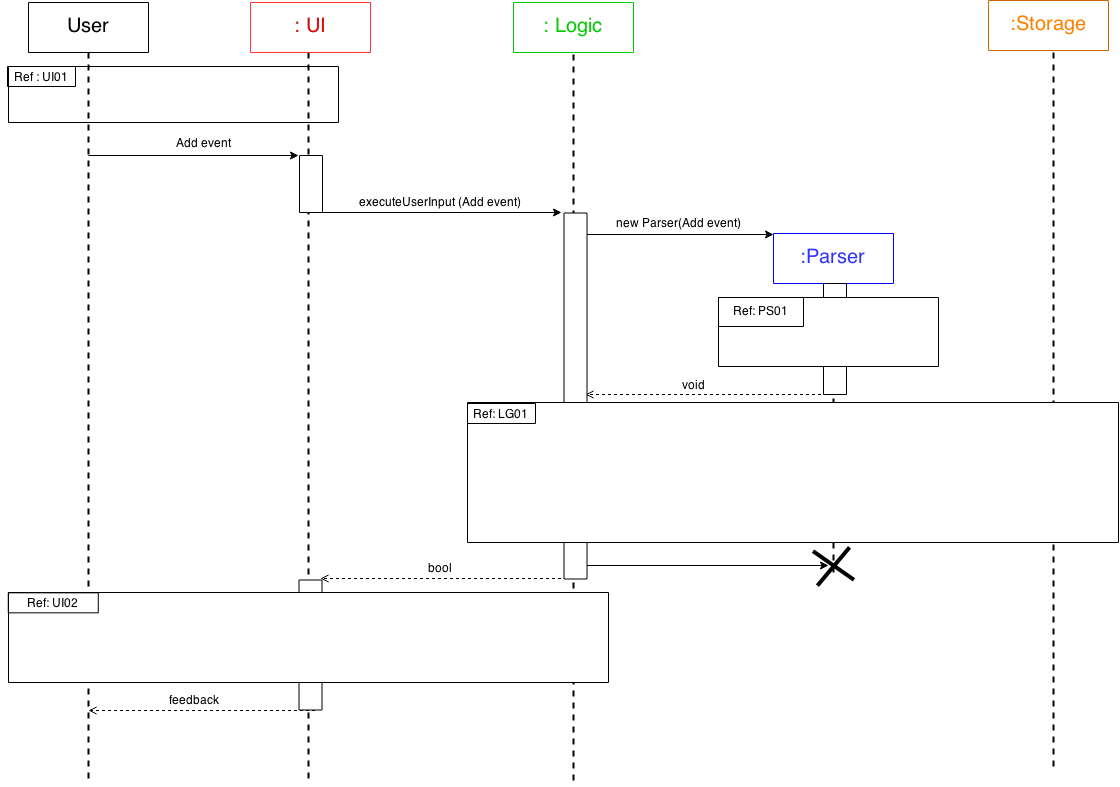 User
: UI
: Logic
:Storage
Ref : UI01
Add event
executeUserInput (Add event)
new Parser(Add event)
:Parser
Ref: PS01
void
Ref: LG01
bool
Ref: UI02
feedback